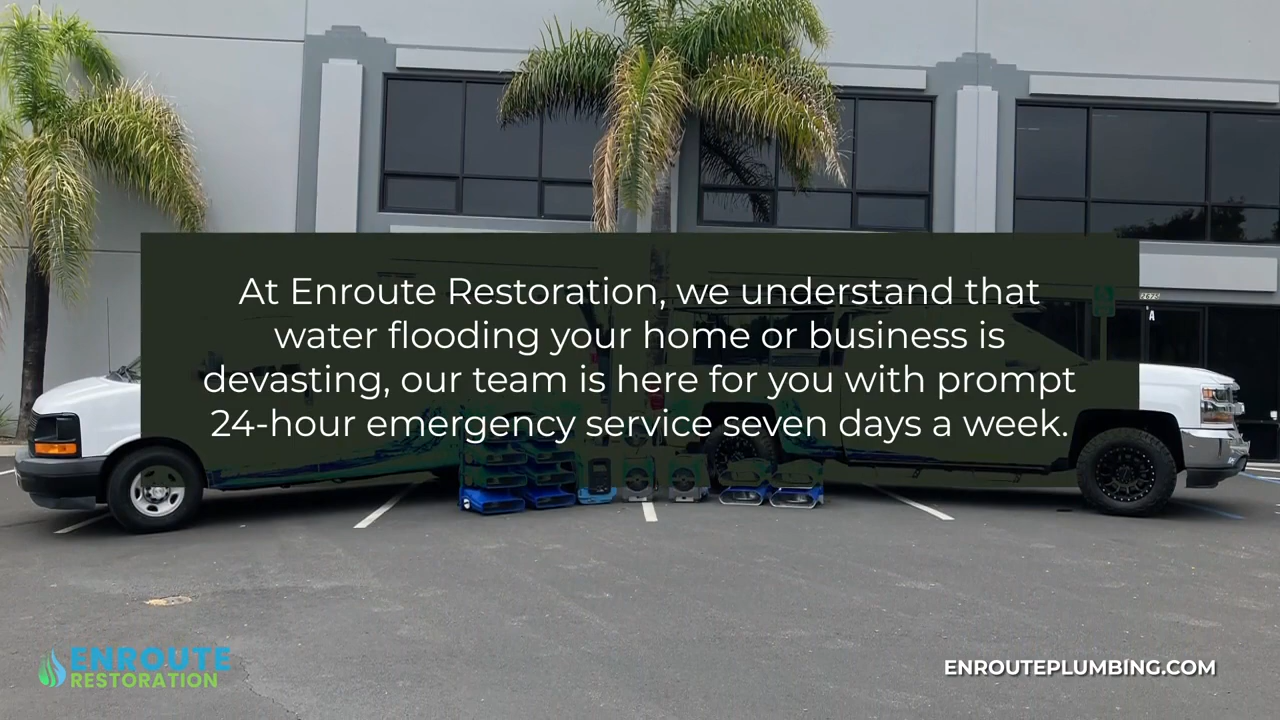 2675
A
At Enroute Restoration, we understand that
water flooding your home or business is
devasting, our team is here for you with prompt
24-hour emergency service seven days a week.
ENROUTE
RESTORATION
ENROUTEPLUMBING.COM